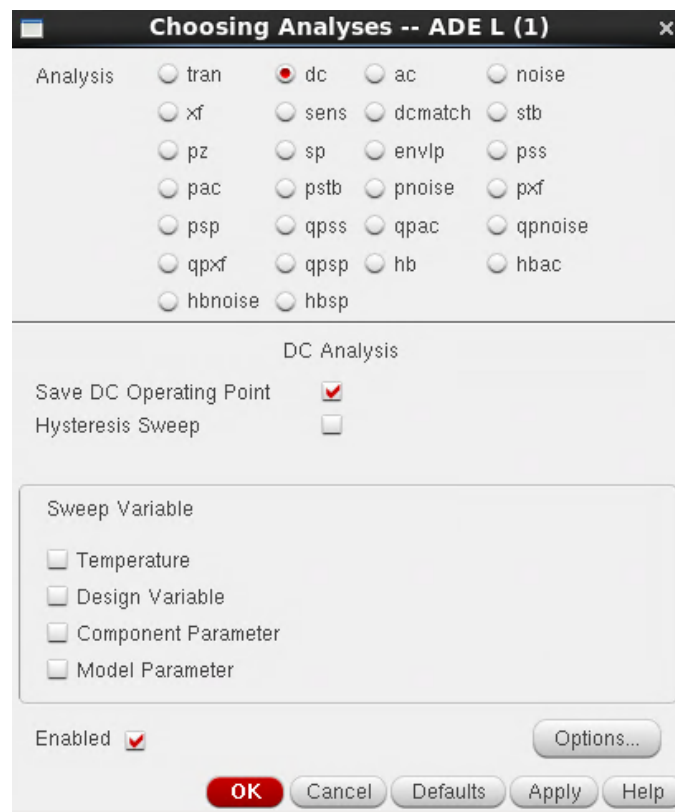 Choosing Analyses -- ADE L (1)
Analysis tran dc ac noise
xf sens dcmatch stb
pz sp envlp pss
pac pstb pnoise pxf
psp qpss qpac qpnoise
qpxf qpsp hb hbac
hbnoise hbsp
DC Analysis
Save DC Operating Point
Hysteresis Sweep
Sweep Variable
Temperature
Design Variable
Component Parameter
Model Parameter
Enabled Options...
OK Cancel Defaults Apply Help